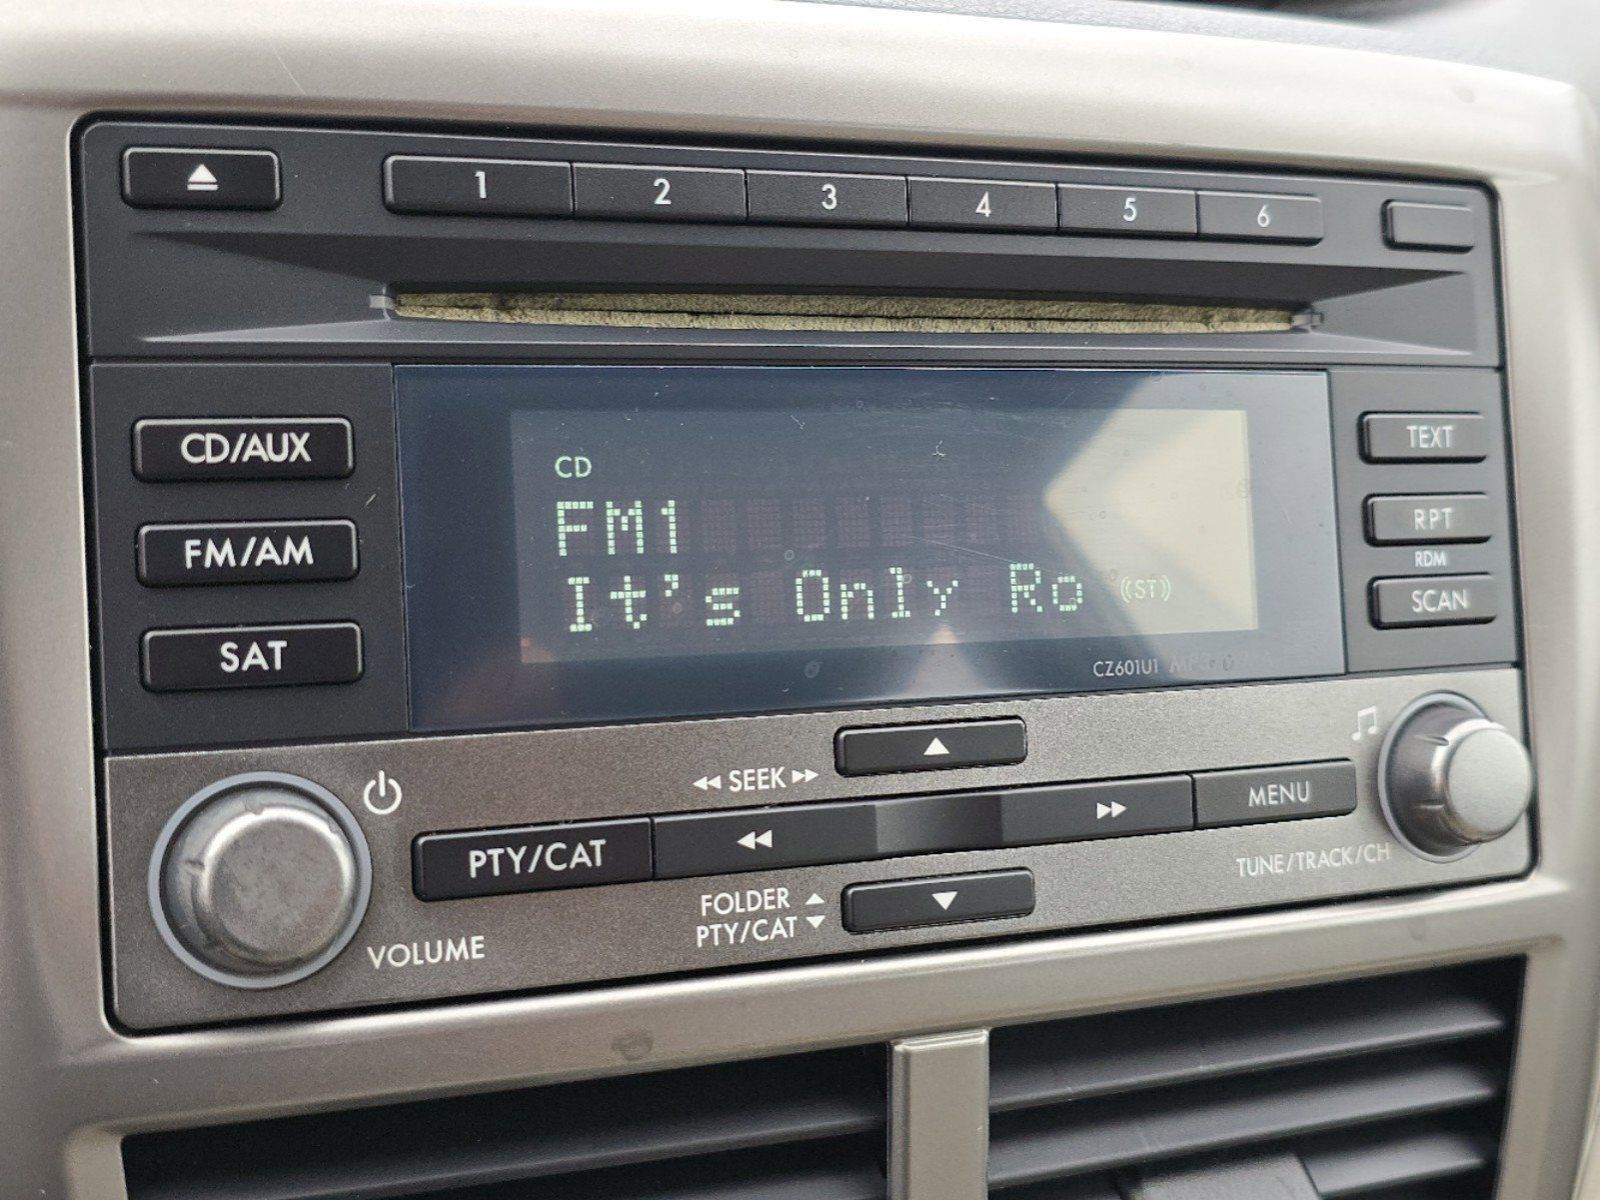 1 2 3 4 5 6
CD/AUX
FM/AM
SAT
CD
FM1
It's Only Ro ((ST))
CZ601U1
TEXT
RPT
RDM
SCAN
SEEK
PTY/CAT
MENU
VOLUME
FOLDER
PTY/CAT
TUNE/TRACK/CH